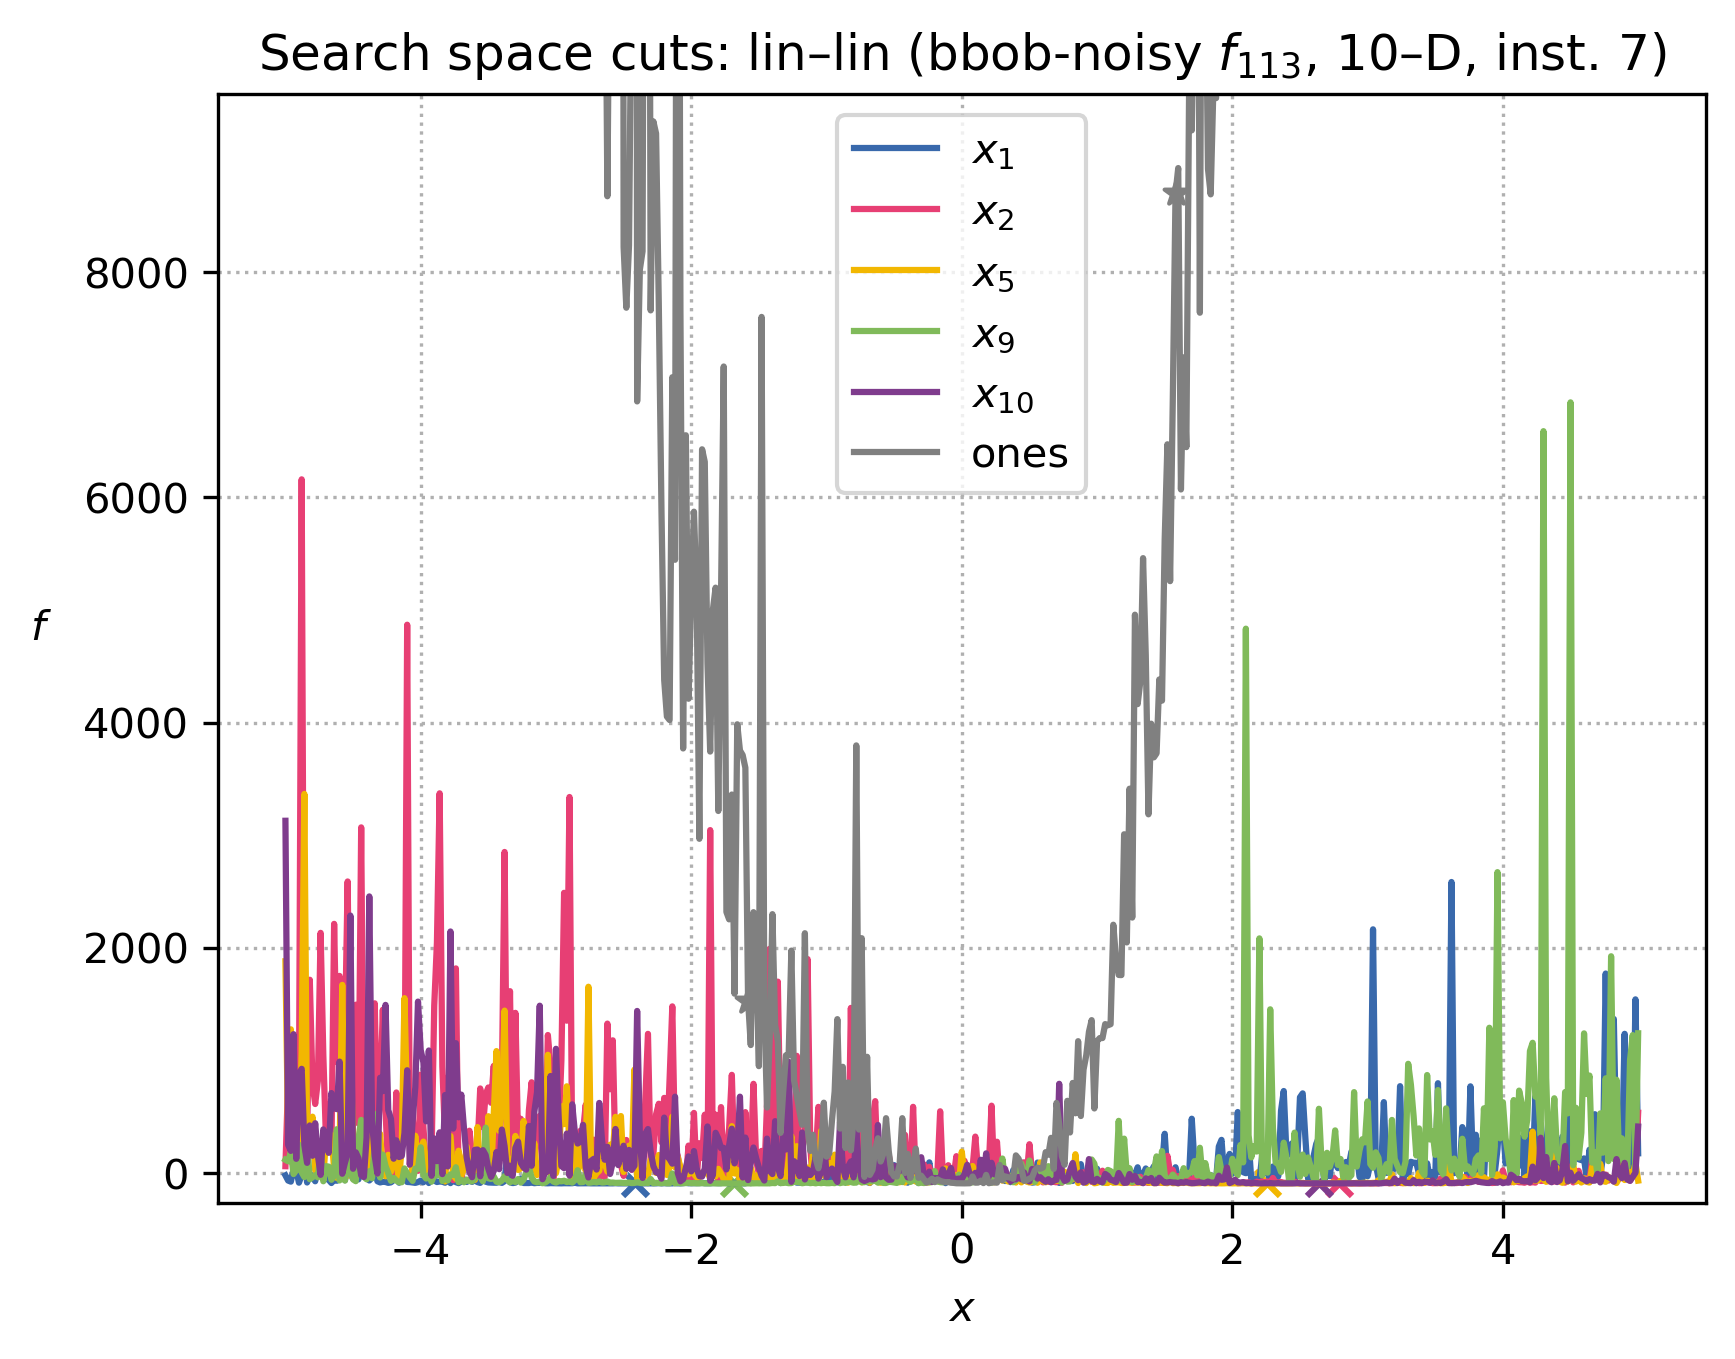 Search space cuts: lin–lin (bbob-noisy f₁₁₃, 10–D, inst. 7)
x₁
x₂
x₅
x₉
x₁₀
ones
8000
6000
4000
2000
0
f
−4
−2
0
2
4
x